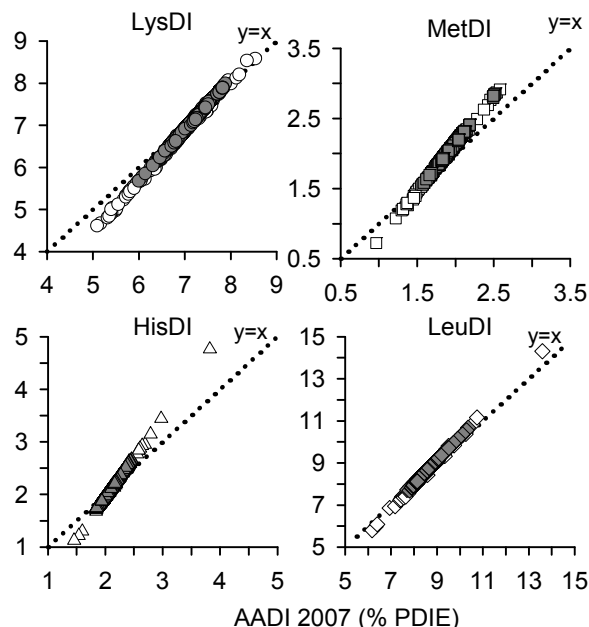 LysDI
y=x
9
8
7
6
5
4
4 5 6 7 8 9
MetDI
y=x
3.5
2.5
1.5
0.5
0.5 1.5 2.5 3.5
HisDI
y=x
5
4
3
2
1
1 2 3 4 5
LeuDI
y=x
15
13
11
9
7
5
5 7 9 11 13 15
AADI 2007 (% PDIE)